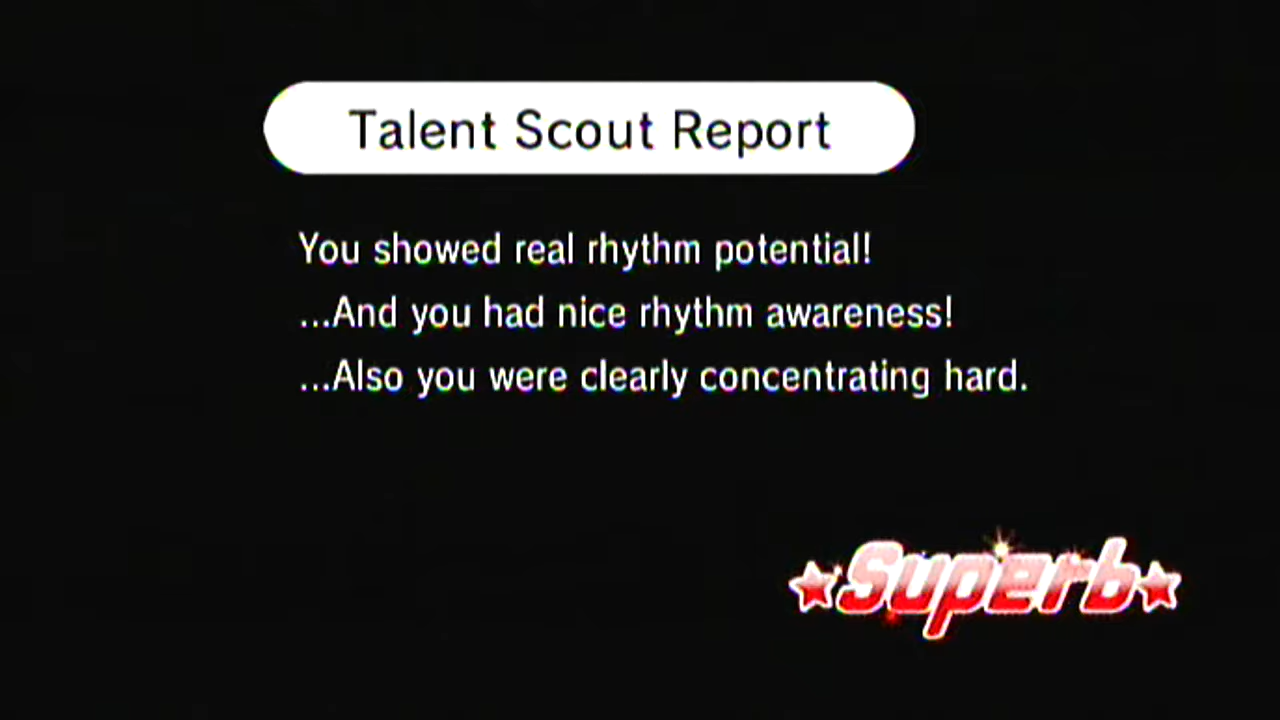 Talent Scout Report
You showed real rhythm potential!
...And you had nice rhythm awareness!
...Also you were clearly concentrating hard.
Superb